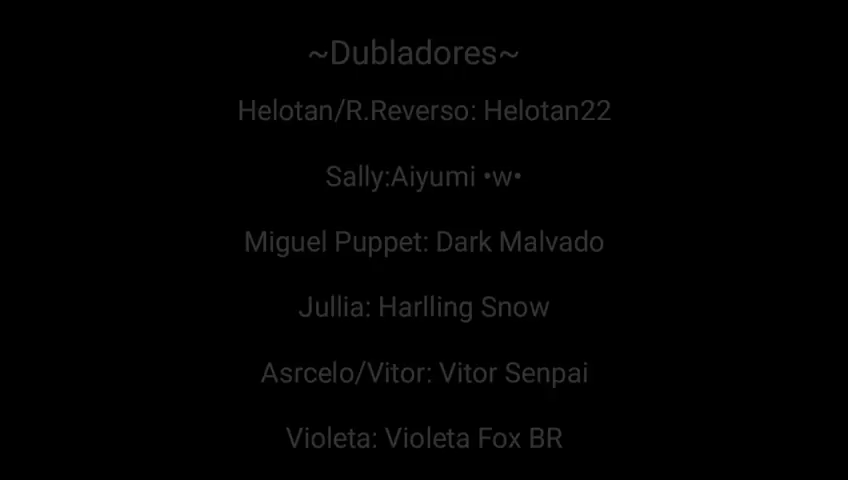 ~Dubladores~
Helotan/R.Reverso: Helotan22
Sally:Aiyumi •w•
Miguel Puppet: Dark Malvado
Jullia: Harlling Snow
Asrcelo/Vitor: Vitor Senpai
Violeta: Violeta Fox BR